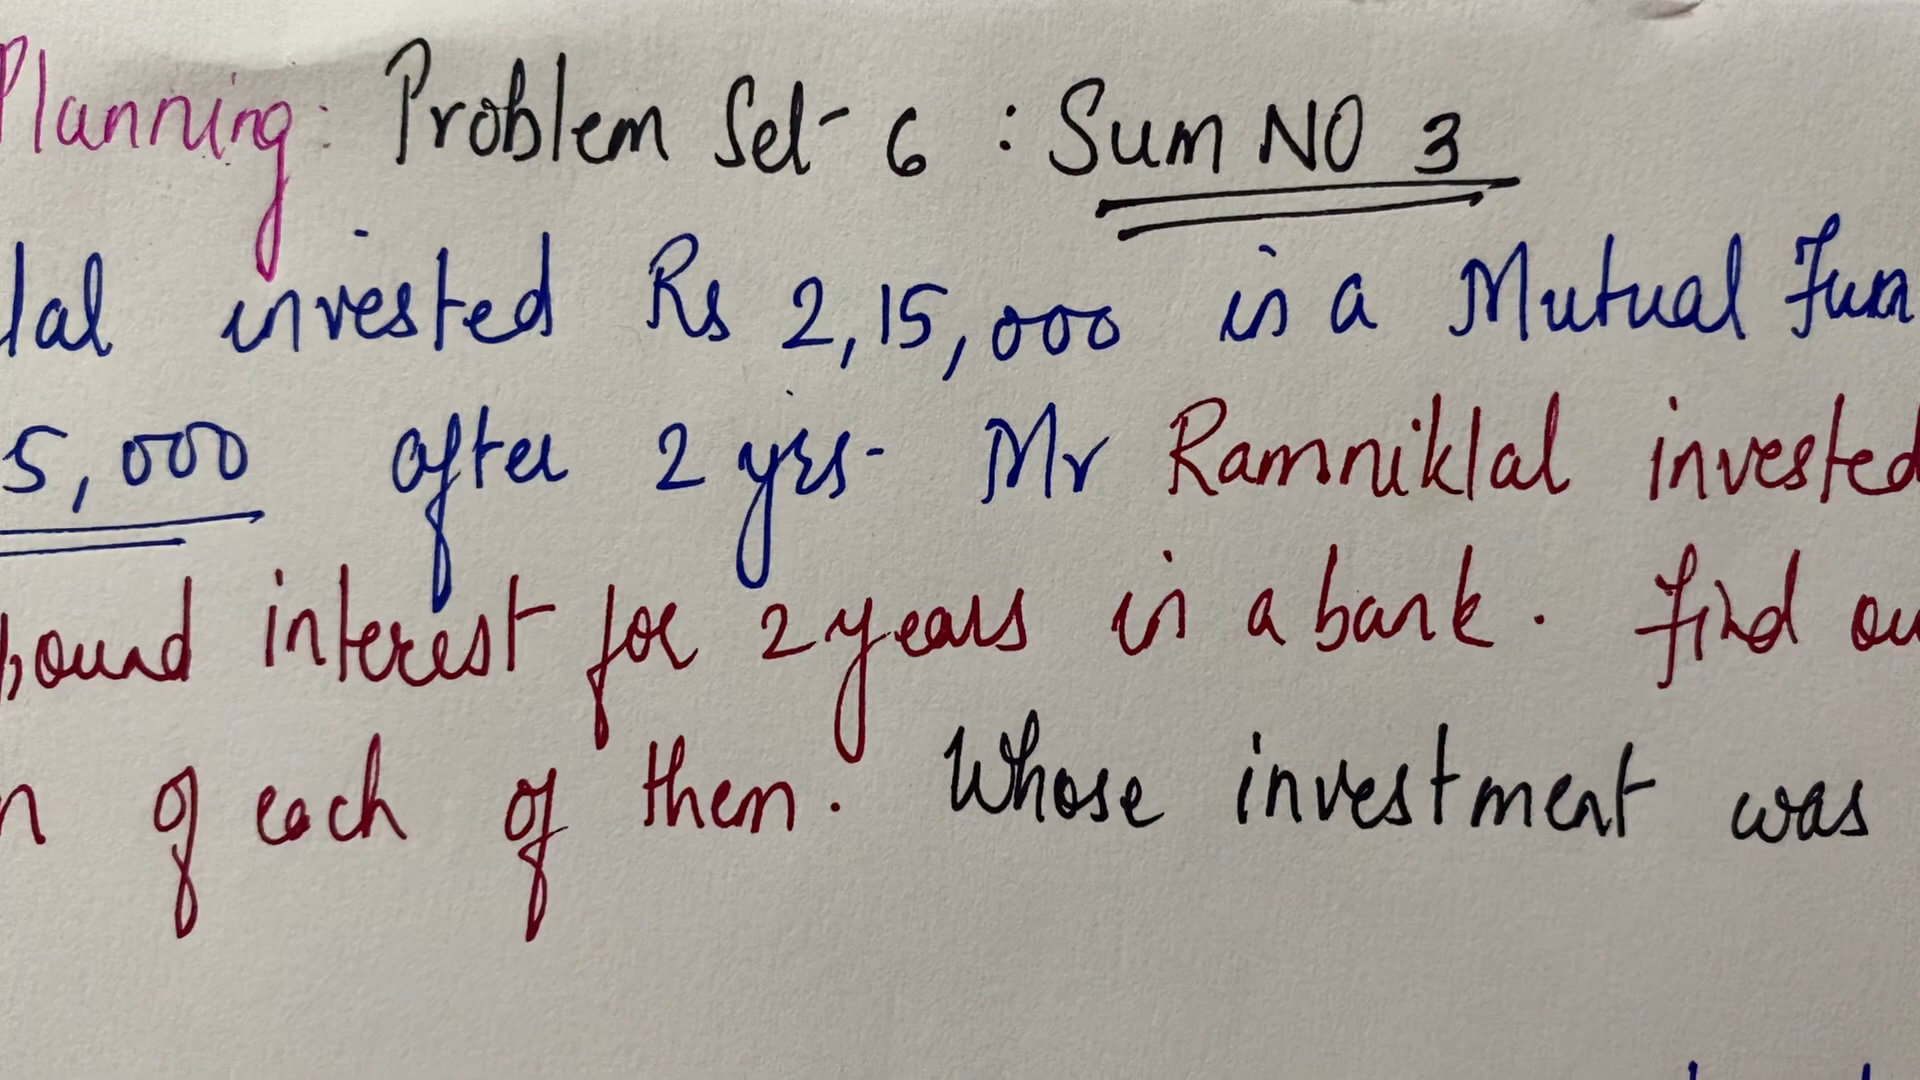 Planning: Problem Set- 6 : Sum NO 3
lal invested Rs 2,15,000 in a Mutual Fun
5,000 after 2 yrs. Mr Ramniklal invested
pound interest for 2 years in a bank. Find ou
n of each of them. Whose investment was